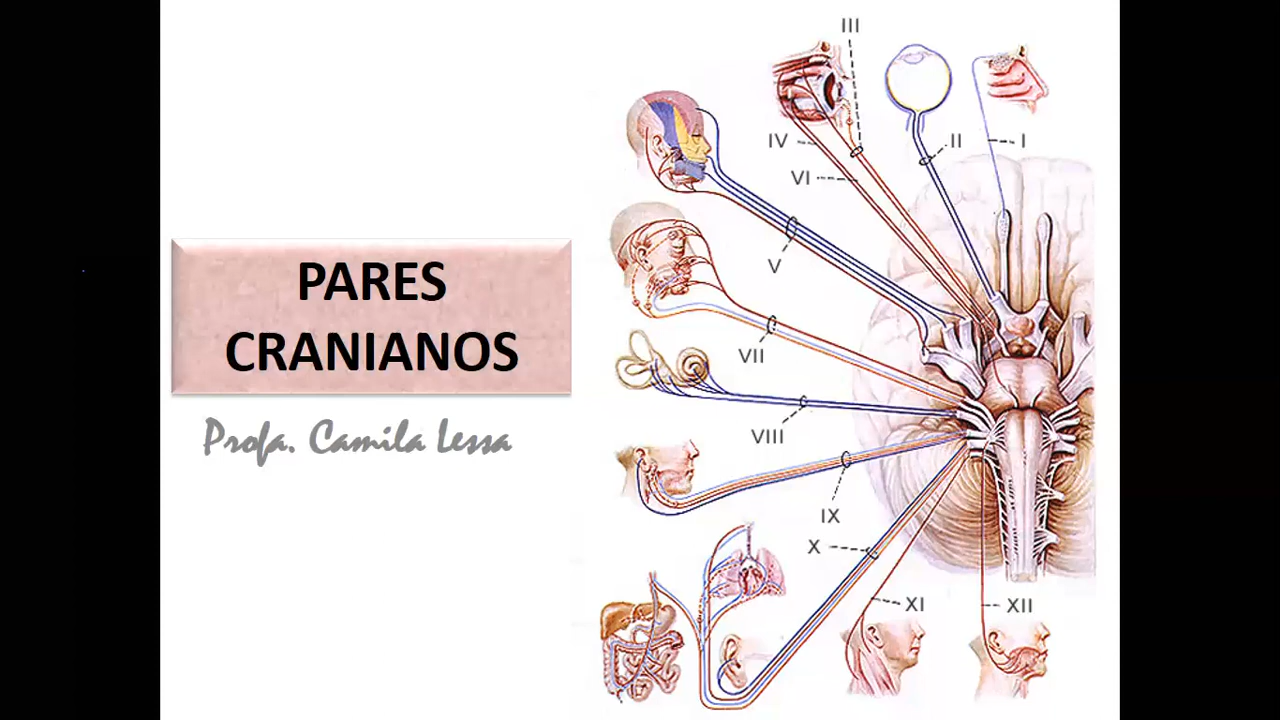 PARES
CRANIANOS
Profa. Camila Lessa
III
IV
II
I
VI
V
VII
VIII
IX
X
XI
XII